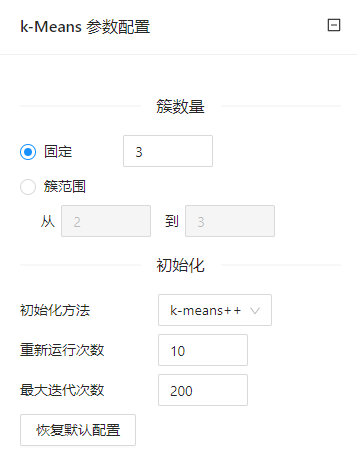 k-Means 参数配置
簇数量
固定 3
簇范围
从 2 到 3
初始化
初始化方法 k-means++
重新运行次数 10
最大迭代次数 200
恢复默认配置